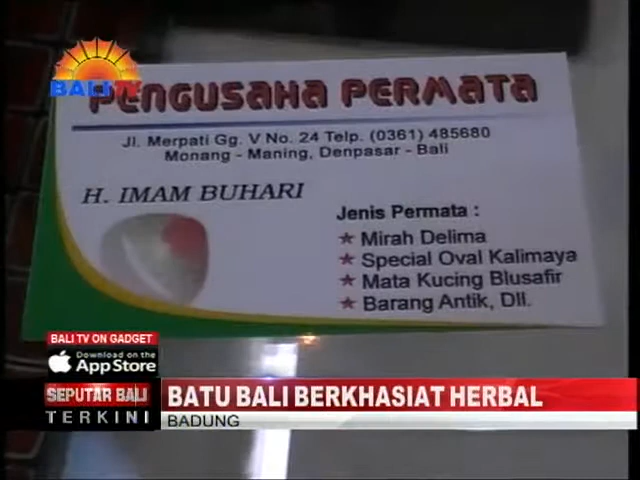 BALI TV
PENGUSAHA PERMATA
Jl. Merpati Gg. V No. 24 Telp. (0361) 485680
Monang - Maning, Denpasar - Bali
H. IMAM BUHARI
Jenis Permata :
★ Mirah Delima
★ Special Oval Kalimaya
★ Mata Kucing Blusafir
★ Barang Antik, Dll.
BALI TV ON GADGET
Download on the
App Store
SEPUTAR BALI
TERKINI
BATU BALI BERKHASIAT HERBAL
BADUNG